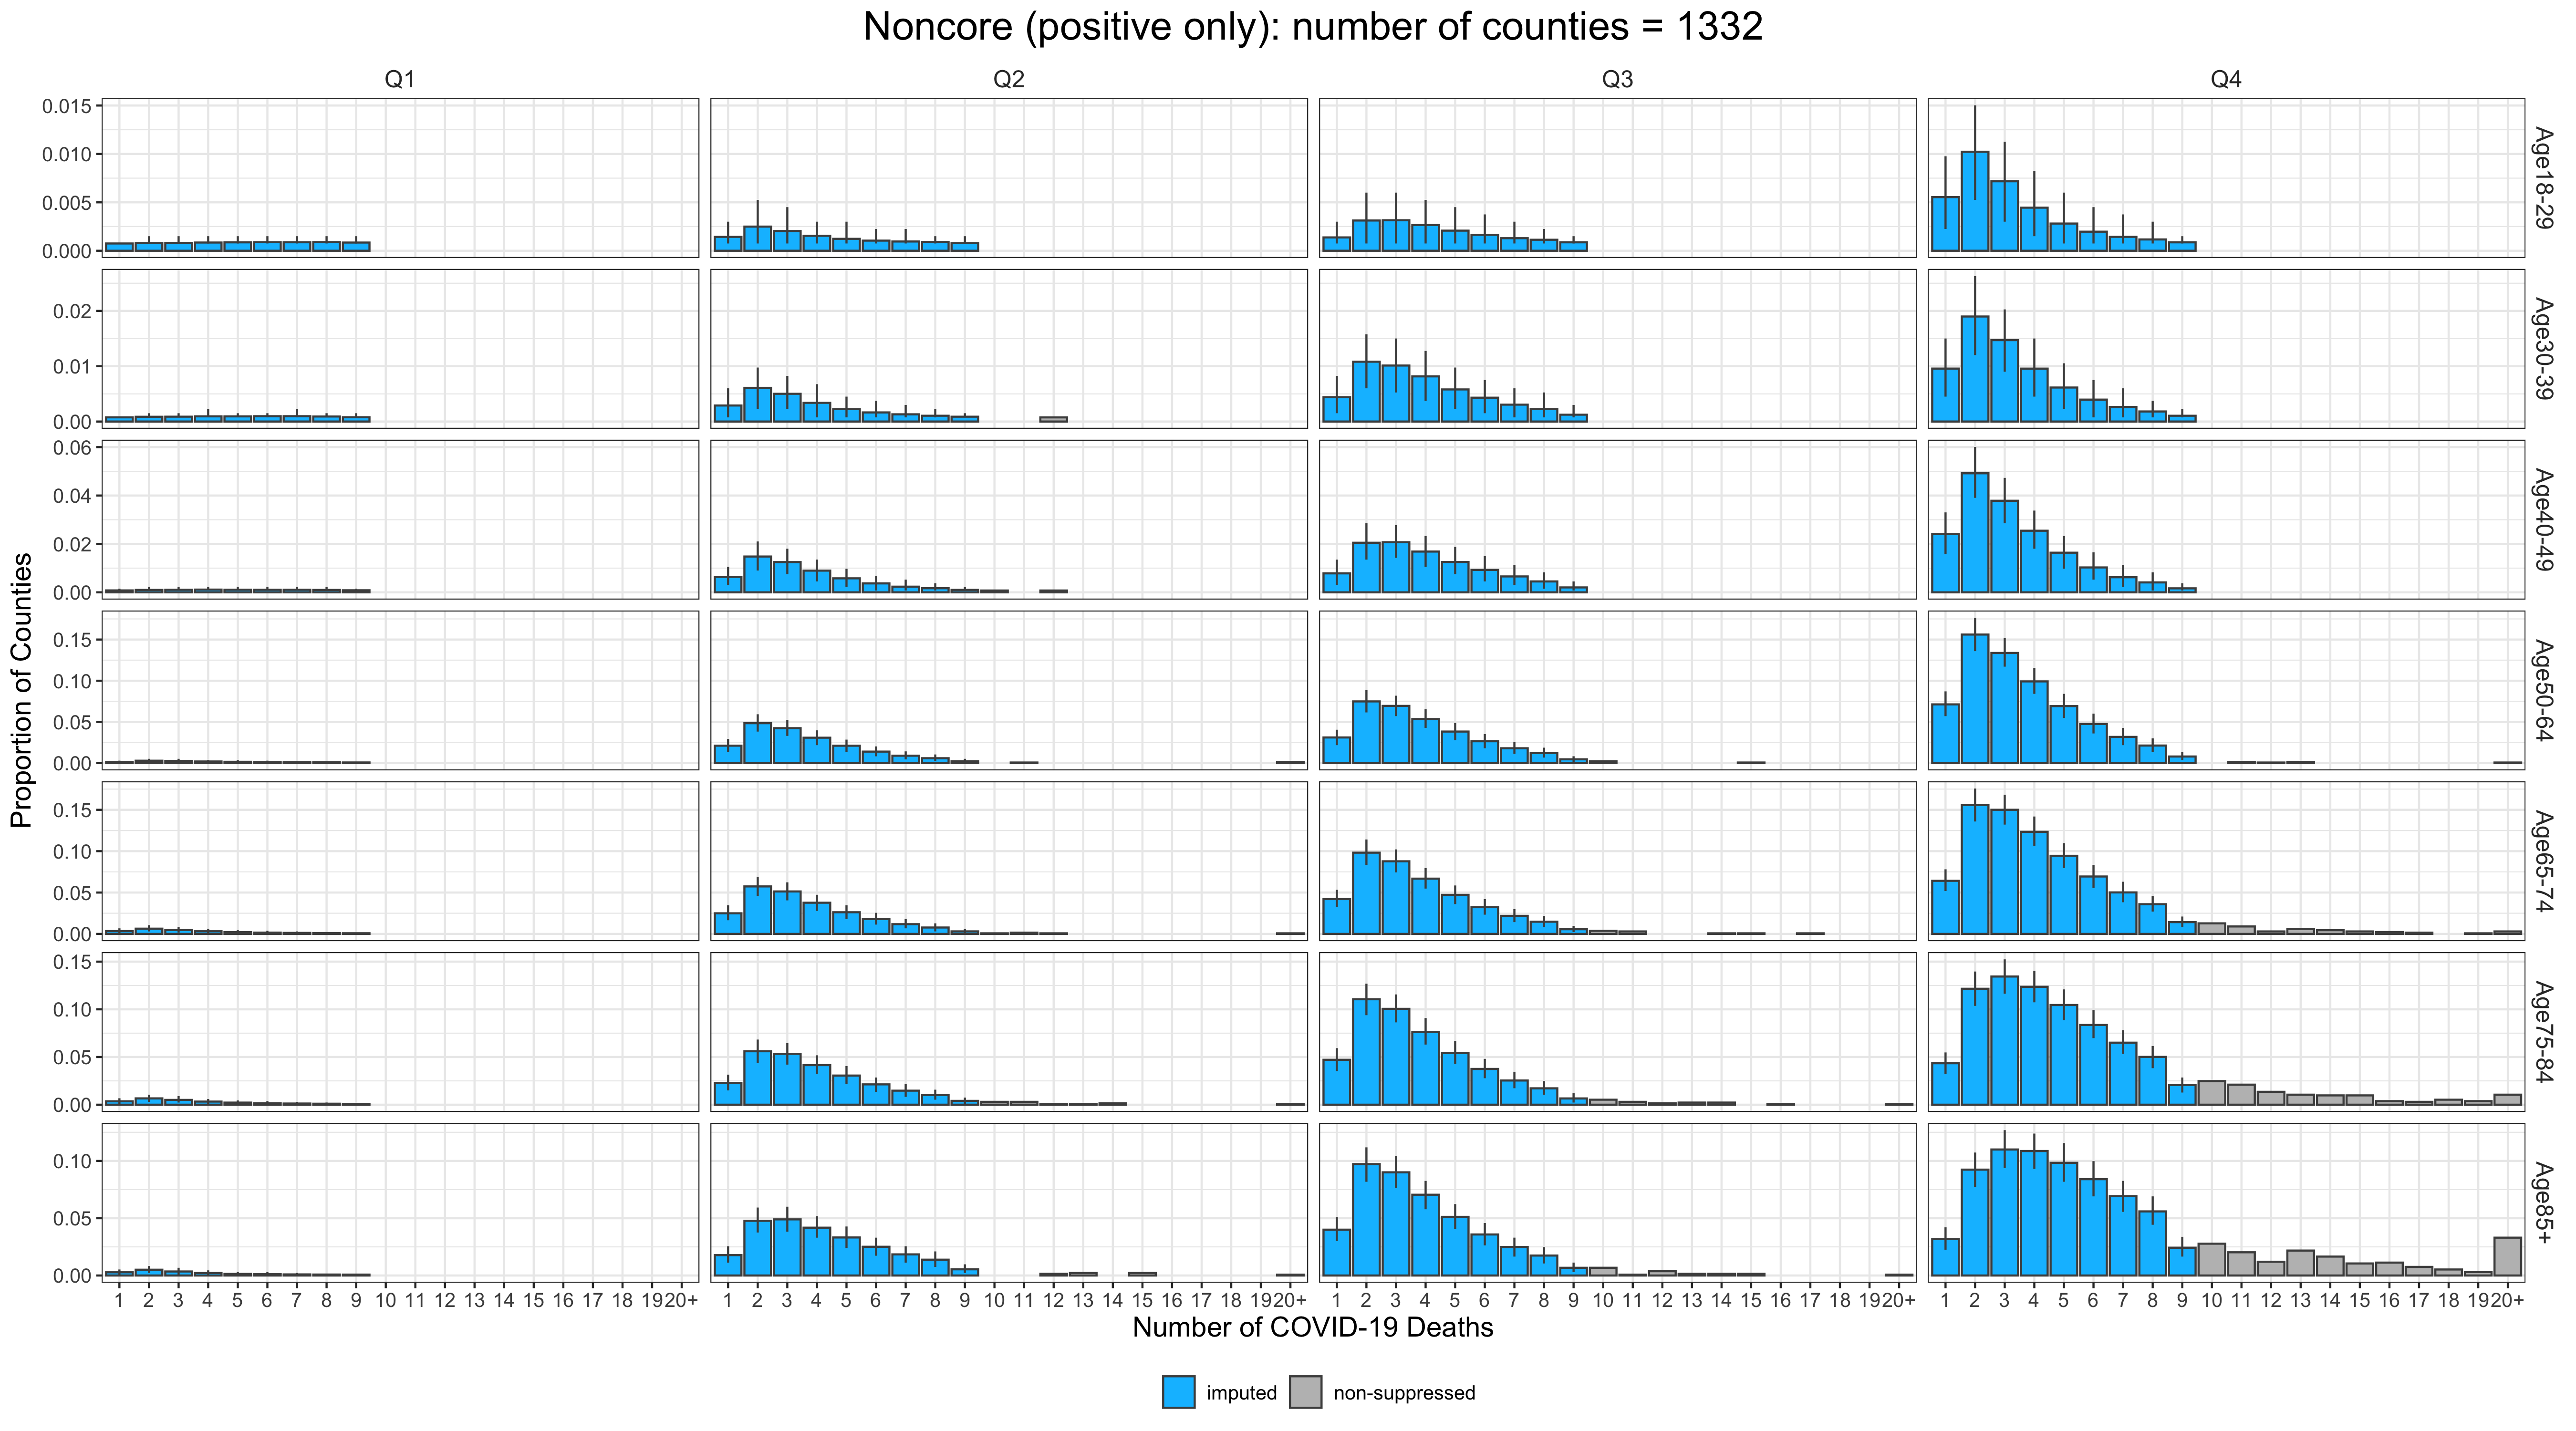 Noncore (positive only): number of counties = 1332
Q1 Q2 Q3 Q4
Proportion of Counties
0.015
0.010
0.005
0.000
Age18-29
0.02
0.01
0.00
Age30-39
0.06
0.04
0.02
0.00
Age40-49
0.15
0.10
0.05
0.00
Age50-64
0.15
0.10
0.05
0.00
Age65-74
0.15
0.10
0.05
0.00
Age75-84
0.10
0.05
0.00
Age85+
1 2 3 4 5 6 7 8 9 10 11 12 13 14 15 16 17 18 19 20+ 1 2 3 4 5 6 7 8 9 10 11 12 13 14 15 16 17 18 19 20+ 1 2 3 4 5 6 7 8 9 10 11 12 13 14 15 16 17 18 19 20+ 1 2 3 4 5 6 7 8 9 10 11 12 13 14 15 16 17 18 19 20+
Number of COVID-19 Deaths
imputed non-suppressed